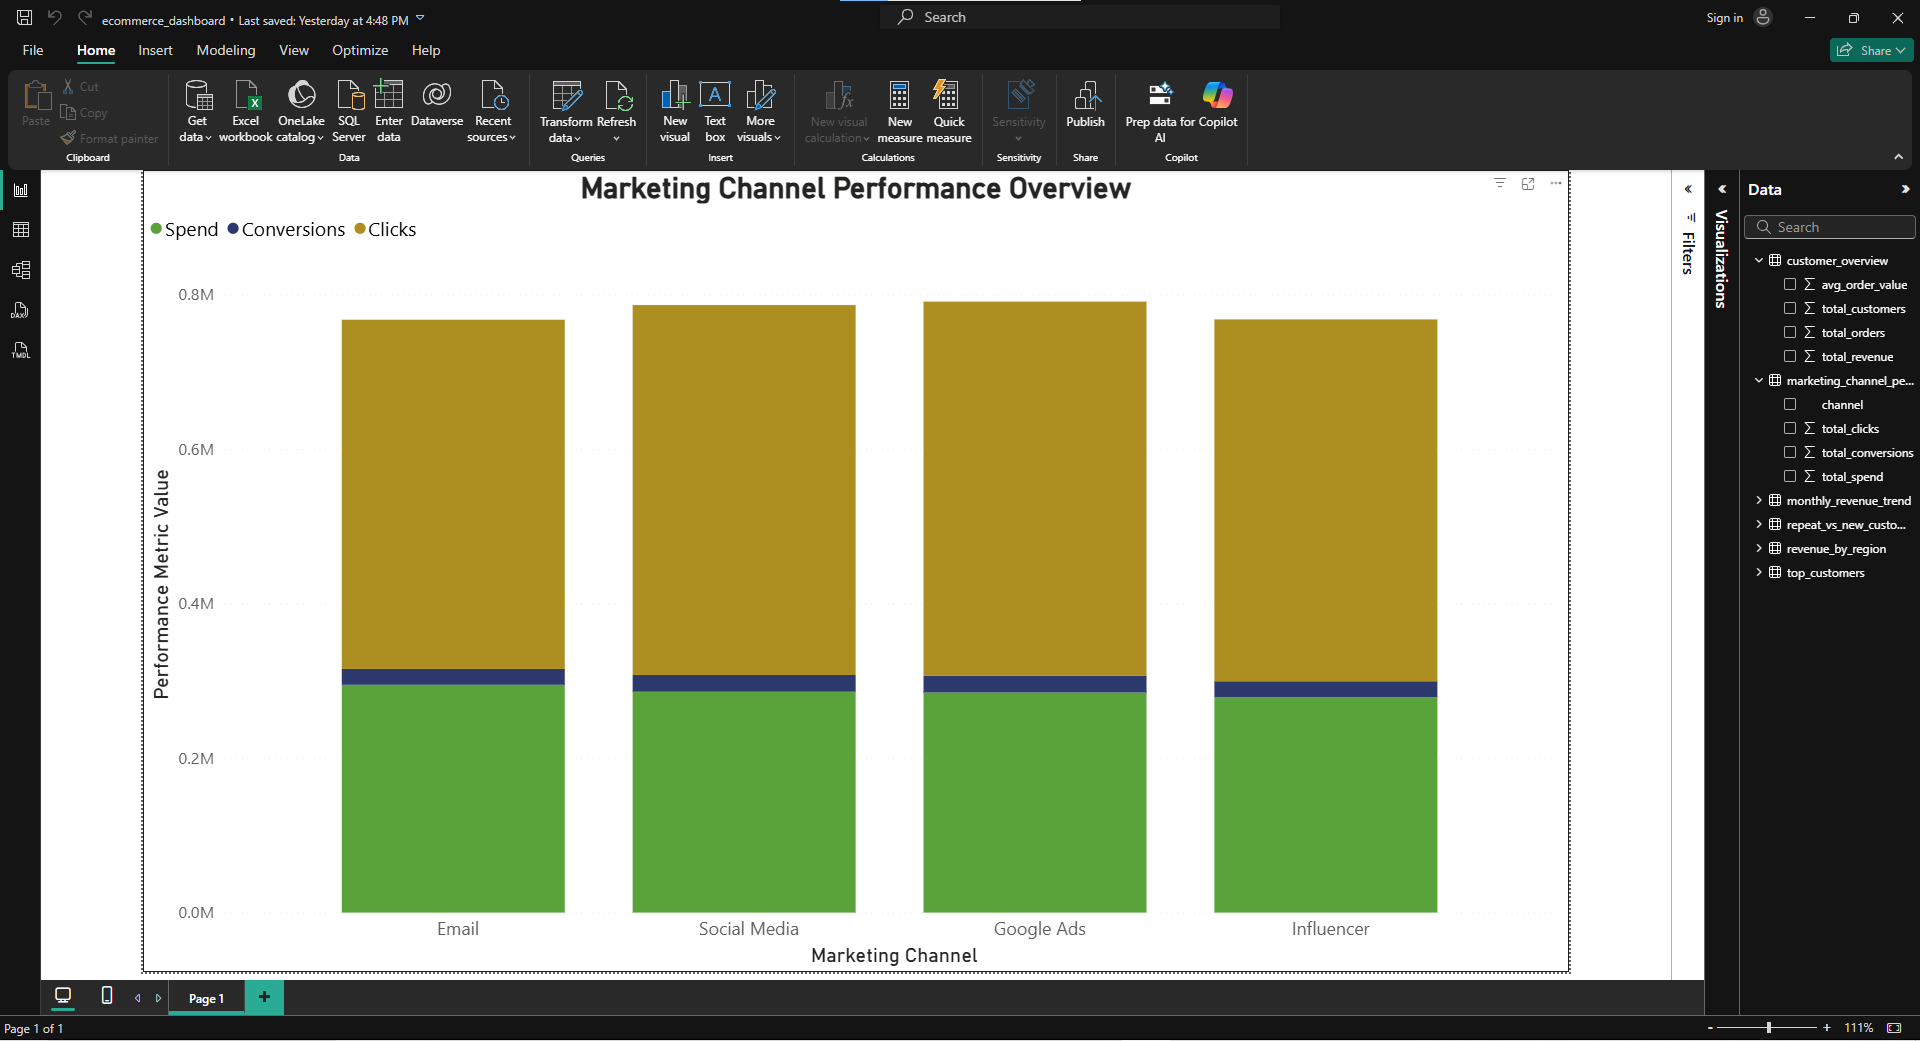 ecommerce_dashboard • Last saved: Yesterday at 4:48 PM
Search
Sign in
File Home Insert Modeling View Optimize Help
Share
Paste
Cut
Copy
Format painter
Clipboard
Get data
Excel workbook
OneLake catalog
SQL Server
Enter data
Dataverse
Recent sources
Data
Transform data
Refresh
Queries
New visual
Text box
More visuals
Insert
New visual calculation
New measure
Quick measure
Calculations
Sensitivity
Sensitivity
Publish
Share
Prep data for AI
Copilot
Copilot
DAX
TMDL
Marketing Channel Performance Overview
Spend Conversions Clicks
Performance Metric Value
0.8M
0.6M
0.4M
0.2M
0.0M
Email Social Media Google Ads Influencer
Marketing Channel
Filters
Visualizations
Data
Search
customer_overview
avg_order_value
total_customers
total_orders
total_revenue
marketing_channel_pe...
channel
total_clicks
total_conversions
total_spend
monthly_revenue_trend
repeat_vs_new_custo...
revenue_by_region
top_customers
Page 1
Page 1 of 1
111%